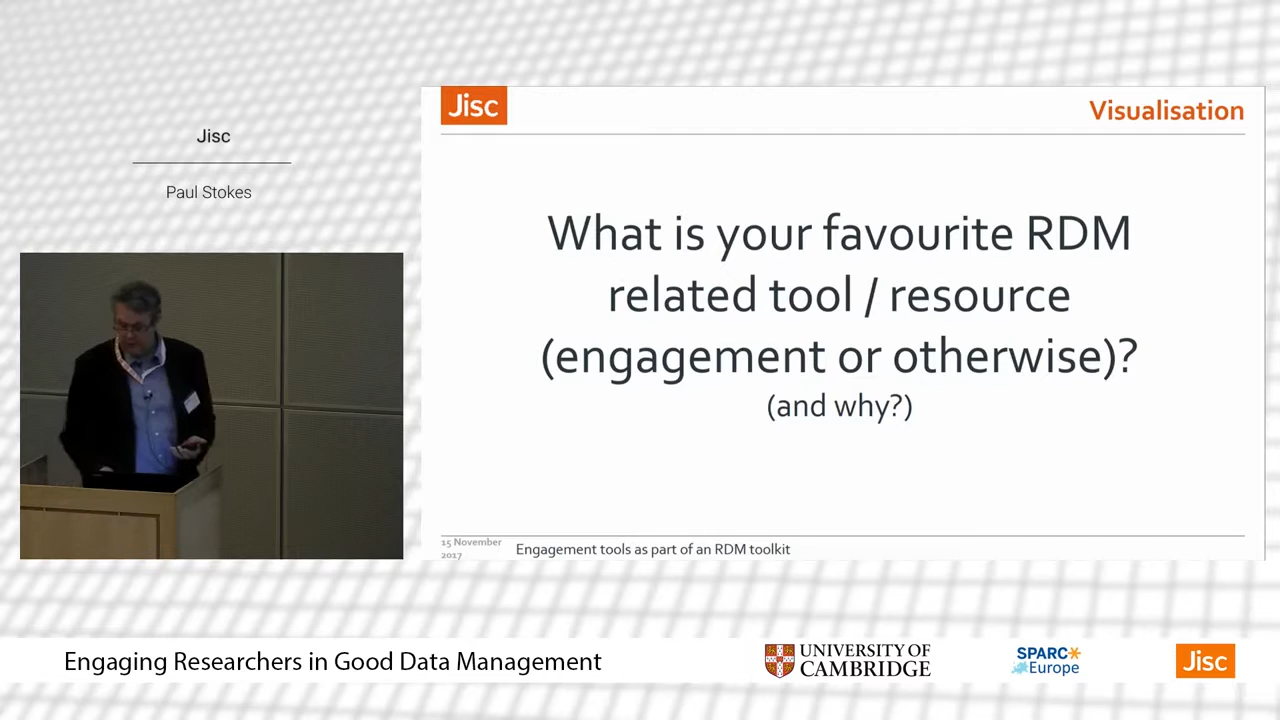 Jisc
Paul Stokes
Jisc
Visualisation
What is your favourite RDM
related tool / resource
(engagement or otherwise)?
(and why?)
15 November
2017
Engagement tools as part of an RDM toolkit
Engaging Researchers in Good Data Management
UNIVERSITY OF
CAMBRIDGE
SPARC
Europe
Jisc